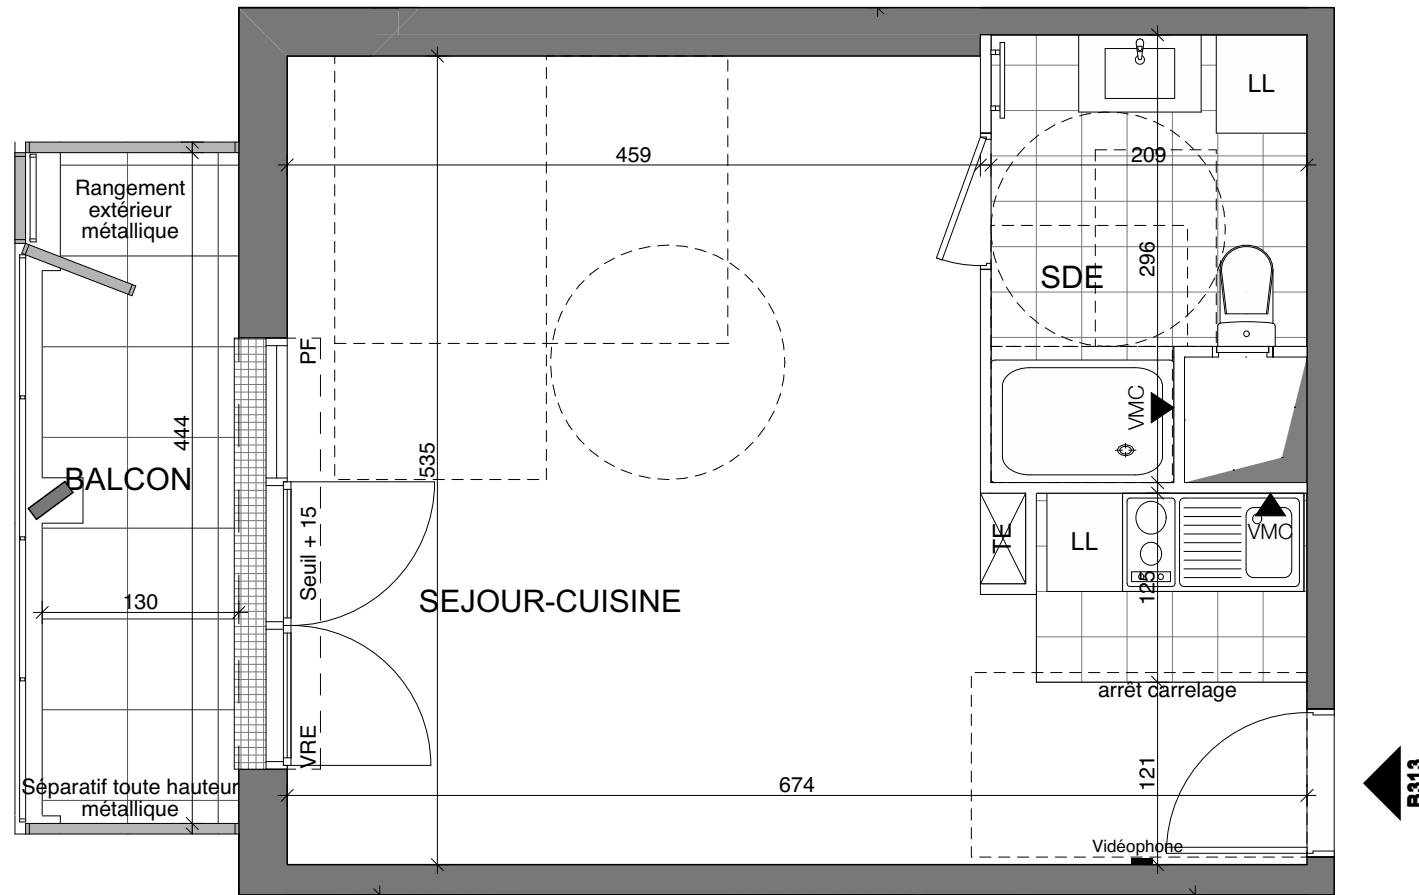 LL
459
209
Rangement
extérieur
métallique
296
SDE
PF
VMC
444
535
BALCON
Seuil + 15
TE
LL
VMC
125
130
SEJOUR-CUISINE
arrêt carrelage
VRE
121
674
Séparatif toute hauteur
métallique
B313
Vidéophone